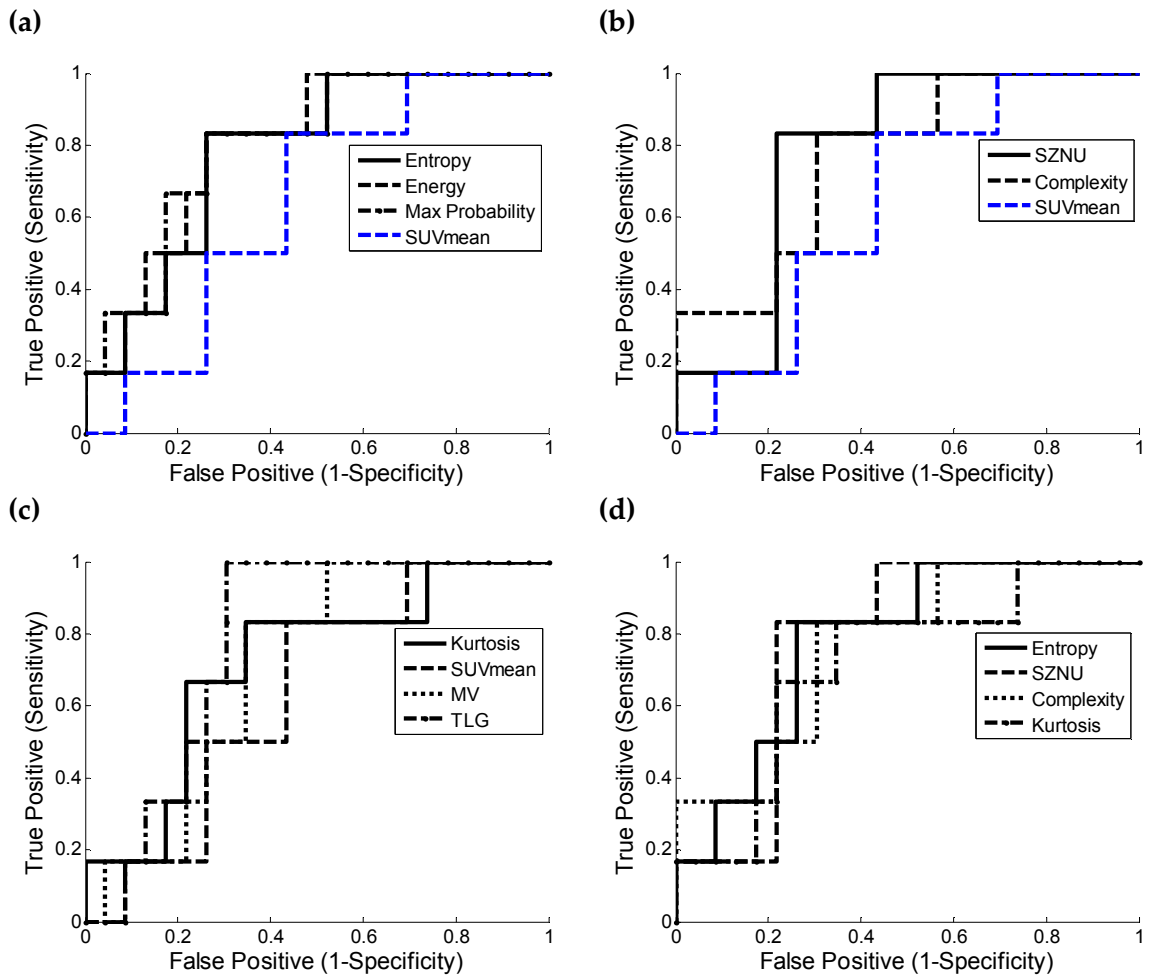 (a)
True Positive (Sensitivity)
1
0.8
0.6
0.4
0.2
0
Entropy
Energy
Max Probability
SUVmean
0 0.2 0.4 0.6 0.8 1
False Positive (1-Specificity)
(b)
True Positive (Sensitivity)
1
0.8
0.6
0.4
0.2
0
SZNU
Complexity
SUVmean
0 0.2 0.4 0.6 0.8 1
False Positive (1-Specificity)
(c)
True Positive (Sensitivity)
1
0.8
0.6
0.4
0.2
0
Kurtosis
SUVmean
MV
TLG
0 0.2 0.4 0.6 0.8 1
False Positive (1-Specificity)
(d)
True Positive (Sensitivity)
1
0.8
0.6
0.4
0.2
0
Entropy
SZNU
Complexity
Kurtosis
0 0.2 0.4 0.6 0.8 1
False Positive (1-Specificity)